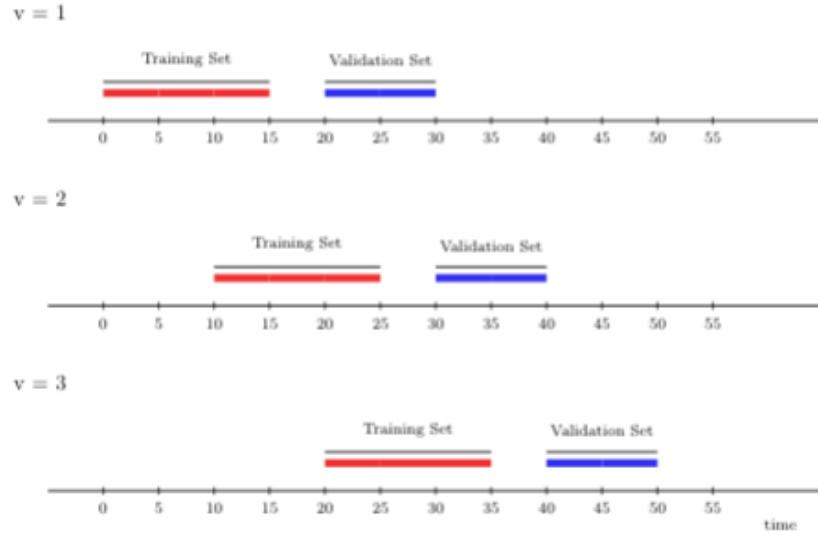 v = 1
Training Set Validation Set
0 5 10 15 20 25 30 35 40 45 50 55
v = 2
Training Set Validation Set
0 5 10 15 20 25 30 35 40 45 50 55
v = 3
Training Set Validation Set
0 5 10 15 20 25 30 35 40 45 50 55
time